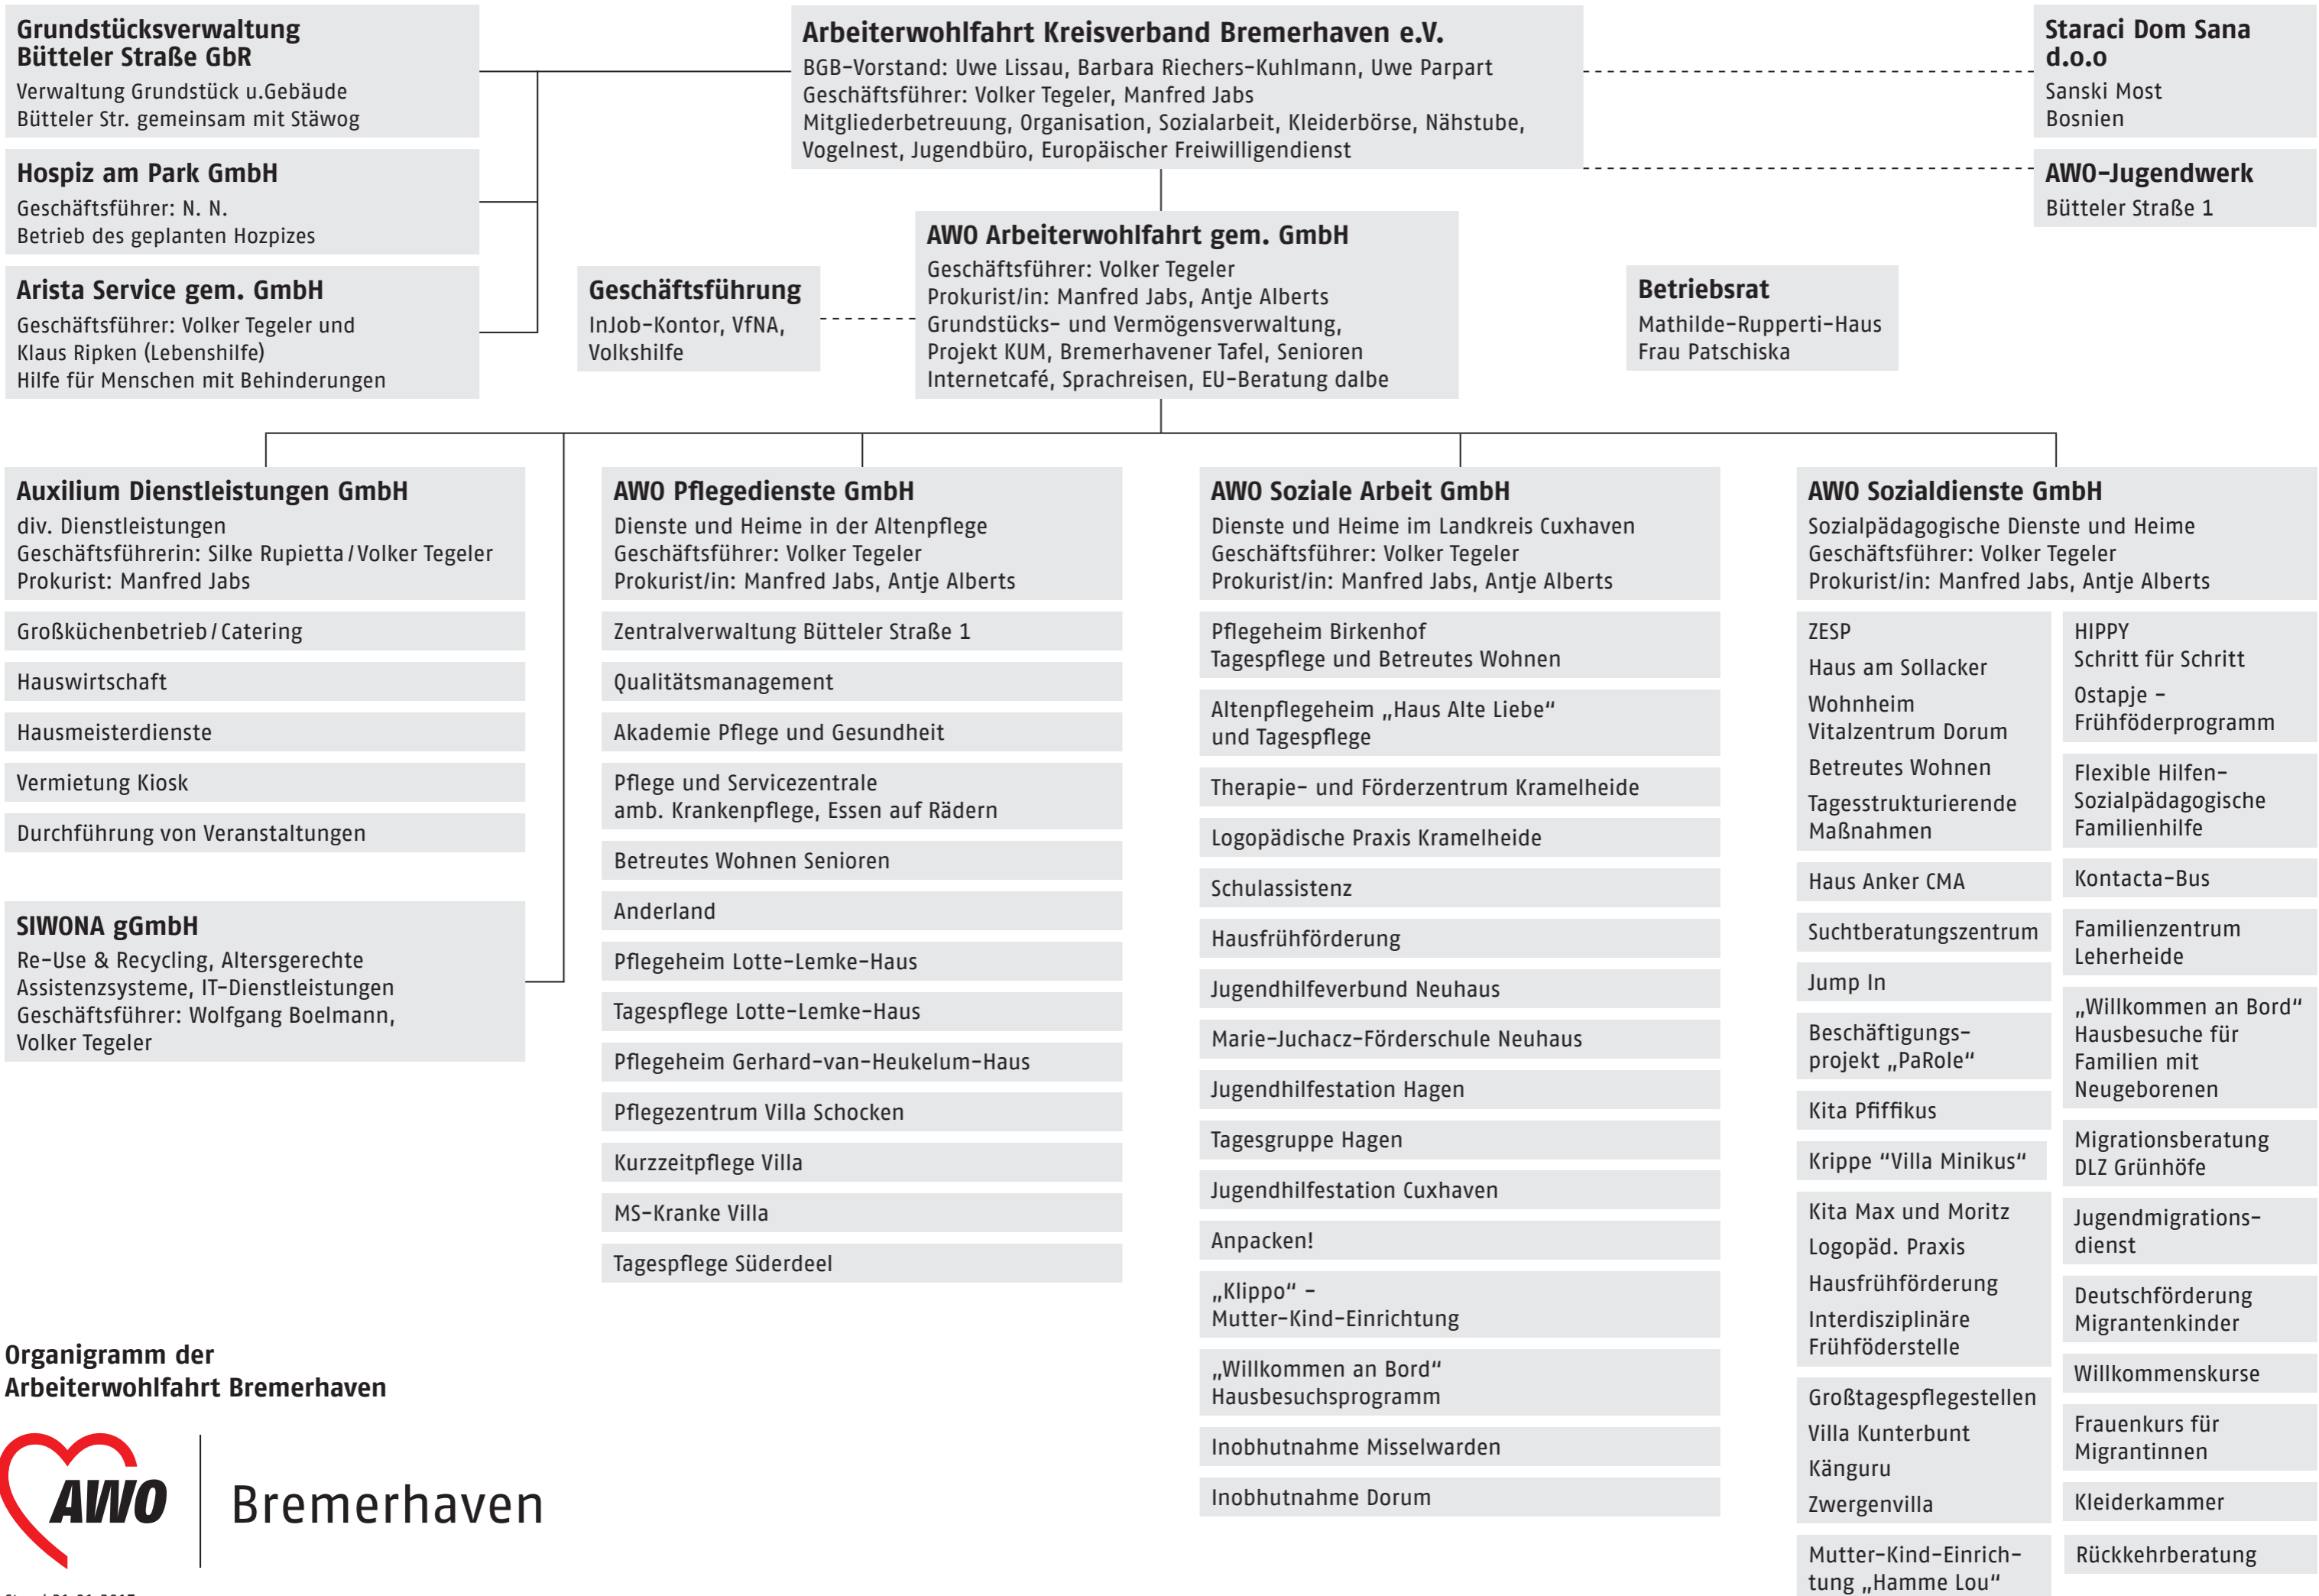 Grundstücksverwaltung
Bütteler Straße GbR
Verwaltung Grundstück u.Gebäude
Bütteler Str. gemeinsam mit Stäwog
Hospiz am Park GmbH
Geschäftsführer: N. N.
Betrieb des geplanten Hozpizes
Arista Service gem. GmbH
Geschäftsführer: Volker Tegeler und
Klaus Ripken (Lebenshilfe)
Hilfe für Menschen mit Behinderungen
Arbeiterwohlfahrt Kreisverband Bremerhaven e.V.
BGB-Vorstand: Uwe Lissau, Barbara Riechers-Kuhlmann, Uwe Parpart
Geschäftsführer: Volker Tegeler, Manfred Jabs
Mitgliederbetreuung, Organisation, Sozialarbeit, Kleiderbörse, Nähstube,
Vogelnest, Jugendbüro, Europäischer Freiwilligendienst
Staraci Dom Sana
d.o.o
Sanski Most
Bosnien
AWO-Jugendwerk
Bütteler Straße 1
Geschäftsführung
InJob-Kontor, VfNA,
Volkshilfe
AWO Arbeiterwohlfahrt gem. GmbH
Geschäftsführer: Volker Tegeler
Prokurist/in: Manfred Jabs, Antje Alberts
Grundstücks- und Vermögensverwaltung,
Projekt KUM, Bremerhavener Tafel, Senioren
Internetcafé, Sprachreisen, EU-Beratung dalbe
Betriebsrat
Mathilde-Rupperti-Haus
Frau Patschiska
Auxilium Dienstleistungen GmbH
div. Dienstleistungen
Geschäftsführerin: Silke Rupietta/Volker Tegeler
Prokurist: Manfred Jabs
Großküchenbetrieb/Catering
Hauswirtschaft
Hausmeisterdienste
Vermietung Kiosk
Durchführung von Veranstaltungen
SIWONA gGmbH
Re-Use & Recycling, Altersgerechte
Assistenzsysteme, IT-Dienstleistungen
Geschäftsführer: Wolfgang Boelmann,
Volker Tegeler
AWO Pflegedienste GmbH
Dienste und Heime in der Altenpflege
Geschäftsführer: Volker Tegeler
Prokurist/in: Manfred Jabs, Antje Alberts
Zentralverwaltung Bütteler Straße 1
Qualitätsmanagement
Akademie Pflege und Gesundheit
Pflege und Servicezentrale
amb. Krankenpflege, Essen auf Rädern
Betreutes Wohnen Senioren
Anderland
Pflegeheim Lotte-Lemke-Haus
Tagespflege Lotte-Lemke-Haus
Pflegeheim Gerhard-van-Heukelum-Haus
Pflegezentrum Villa Schocken
Kurzzeitpflege Villa
MS-Kranke Villa
Tagespflege Süderdeel
AWO Soziale Arbeit GmbH
Dienste und Heime im Landkreis Cuxhaven
Geschäftsführer: Volker Tegeler
Prokurist/in: Manfred Jabs, Antje Alberts
Pflegeheim Birkenhof
Tagespflege und Betreutes Wohnen
Altenpflegeheim „Haus Alte Liebe“
und Tagespflege
Therapie- und Förderzentrum Kramelheide
Logopädische Praxis Kramelheide
Schulassistenz
Hausfrühförderung
Jugendhilfeverbund Neuhaus
Marie-Juchacz-Förderschule Neuhaus
Jugendhilfestation Hagen
Tagesgruppe Hagen
Jugendhilfestation Cuxhaven
Anpacken!
„Klippo“ -
Mutter-Kind-Einrichtung
„Willkommen an Bord“
Hausbesuchsprogramm
Inobhutnahme Misselwarden
Inobhutnahme Dorum
AWO Sozialdienste GmbH
Sozialpädagogische Dienste und Heime
Geschäftsführer: Volker Tegeler
Prokurist/in: Manfred Jabs, Antje Alberts
ZESP
Haus am Sollacker
Wohnheim
Vitalzentrum Dorum
Betreutes Wohnen
Tagesstrukturierende
Maßnahmen
Haus Anker CMA
Suchtberatungszentrum
Jump In
Beschäftigungs-
projekt „PaRole“
Kita Pfiffikus
Krippe “Villa Minikus“
Kita Max und Moritz
Logopäd. Praxis
Hausfrühförderung
Interdisziplinäre
Frühföderstelle
Großtagespflegestellen
Villa Kunterbunt
Känguru
Zwergenvilla
Mutter-Kind-Einrich-
tung „Hamme Lou“
HIPPY
Schritt für Schritt
Ostapje -
Frühföderprogramm
Flexible Hilfen-
Sozialpädagogische
Familienhilfe
Kontacta-Bus
Familienzentrum
Leherheide
„Willkommen an Bord“
Hausbesuche für
Familien mit
Neugeborenen
Migrationsberatung
DLZ Grünhöfe
Jugendmigrations-
dienst
Deutschförderung
Migrantenkinder
Willkommenskurse
Frauenkurs für
Migrantinnen
Kleiderkammer
Rückkehrberatung
Organigramm der
Arbeiterwohlfahrt Bremerhaven
AWO
Bremerhaven